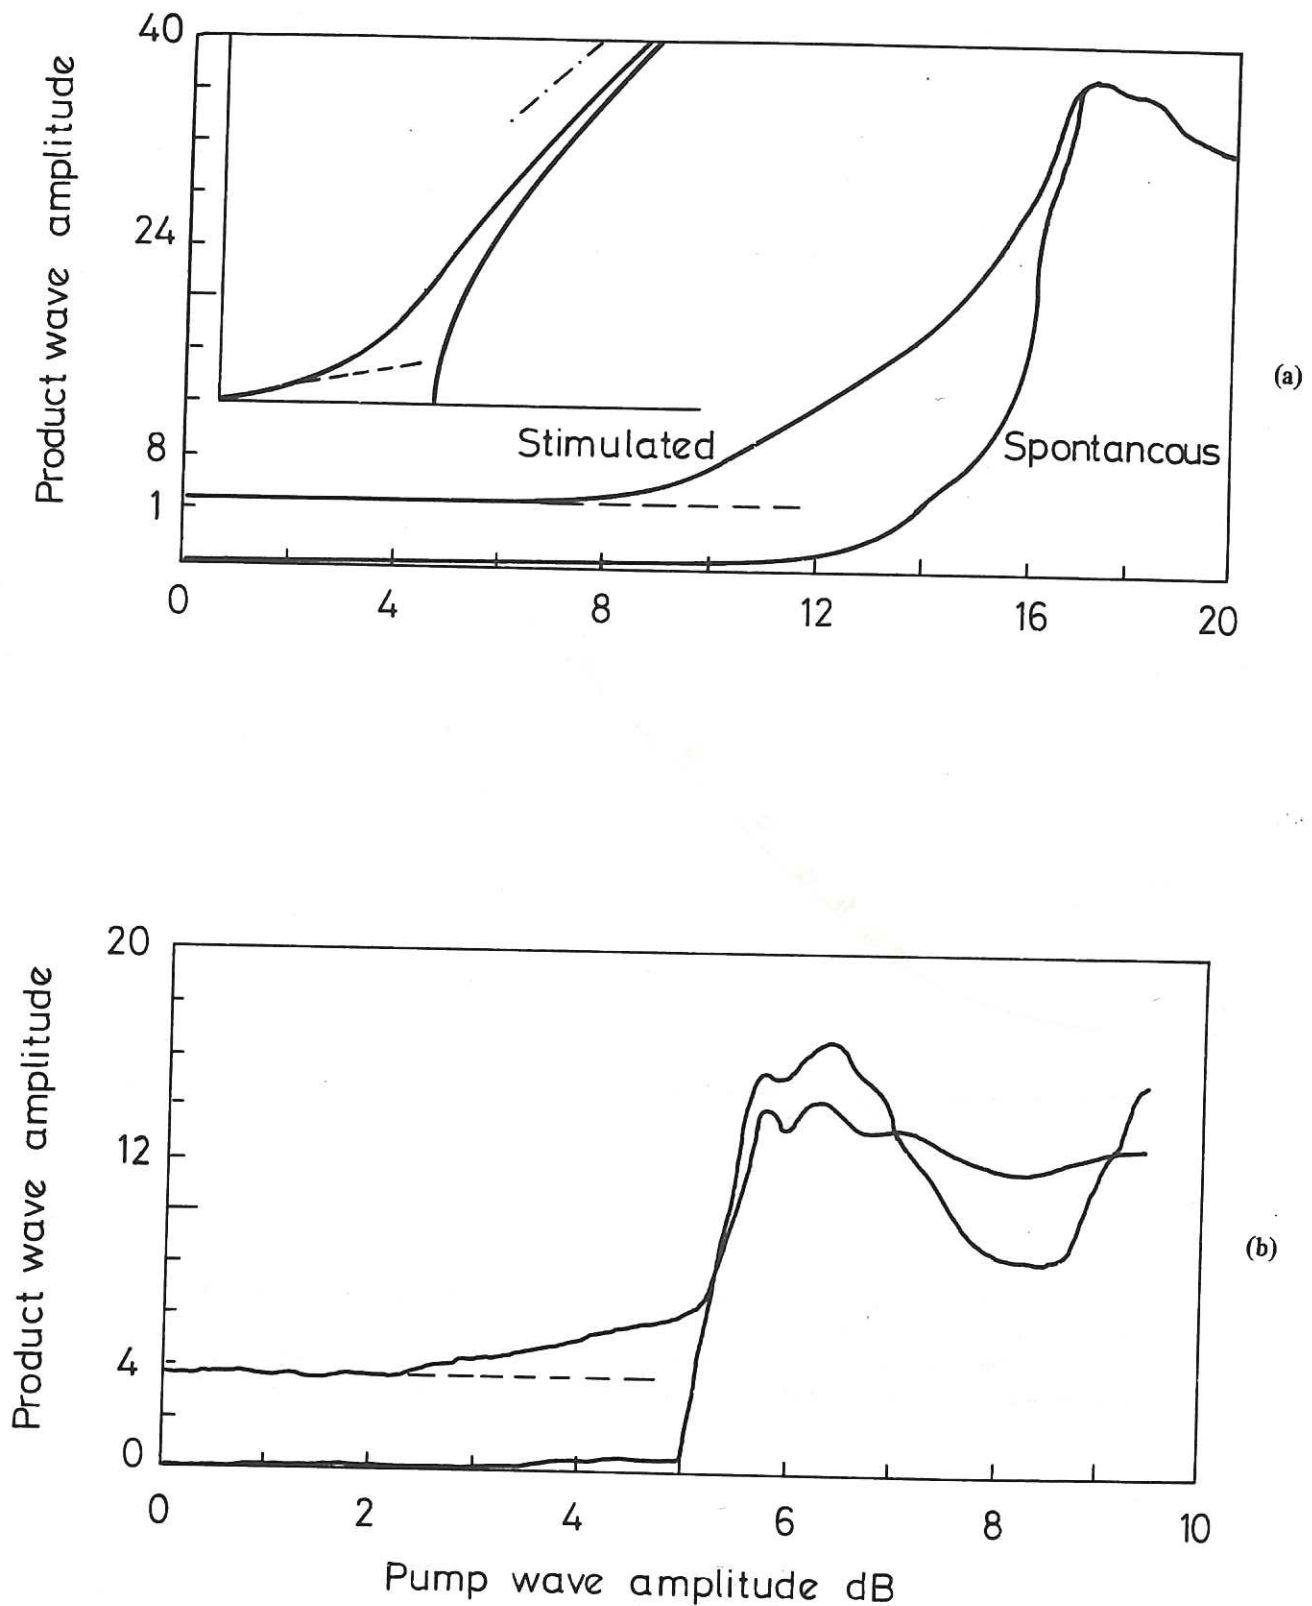 40
Product wave amplitude
24
(a)
8
Stimulated
Spontancous
1
0 4 8 12 16 20
20
Product wave amplitude
12
(b)
4
0
0 2 4 6 8 10
Pump wave amplitude dB